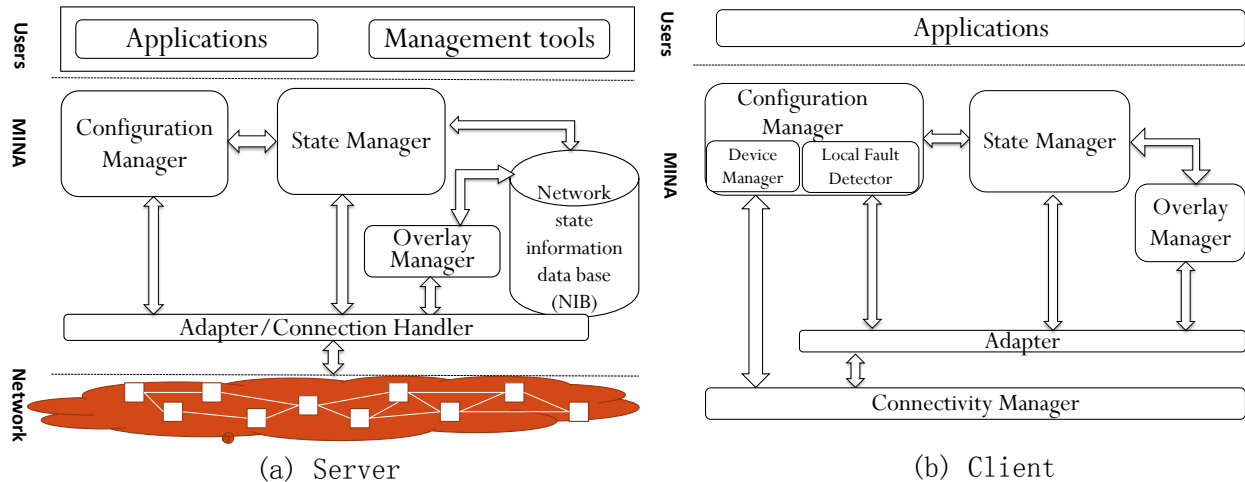 Users
Applications
Management tools
MINA
Configuration
Manager
State Manager
Network
state
information
data base
(NIB)
Overlay
Manager
Adapter/Connection Handler
Network
(a) Server
Users
Applications
MINA
Configuration
Manager
Device
Manager
Local Fault
Detector
State Manager
Overlay
Manager
Adapter
Connectivity Manager
(b) Client